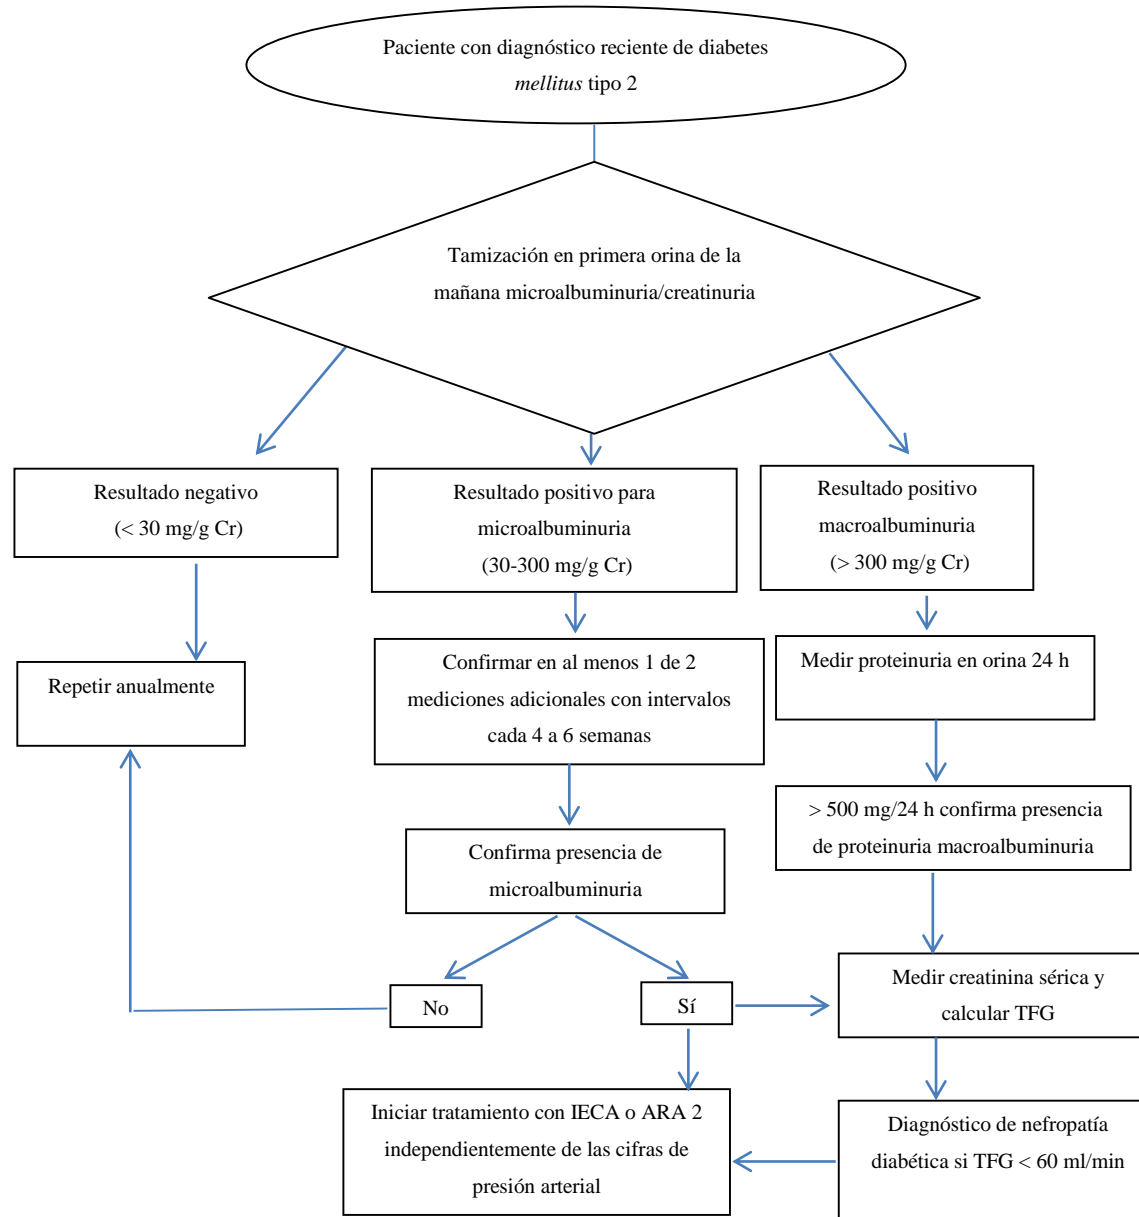 Paciente con diagnóstico reciente de diabetes
mellitus tipo 2
Tamización en primera orina de la
mañana microalbuminuria/creatinuria
Resultado negativo
(< 30 mg/g Cr)
Resultado positivo para
microalbuminuria
(30-300 mg/g Cr)
Resultado positivo
macroalbuminuria
(> 300 mg/g Cr)
Repetir anualmente
Confirmar en al menos 1 de 2
mediciones adicionales con intervalos
cada 4 a 6 semanas
Medir proteinuria en orina 24 h
> 500 mg/24 h confirma presencia
de proteinuria macroalbuminuria
Confirma presencia de
microalbuminuria
No
Sí
Medir creatinina sérica y
calcular TFG
Iniciar tratamiento con IECA o ARA 2
independientemente de las cifras de
presión arterial
Diagnóstico de nefropatía
diabética si TFG < 60 ml/min